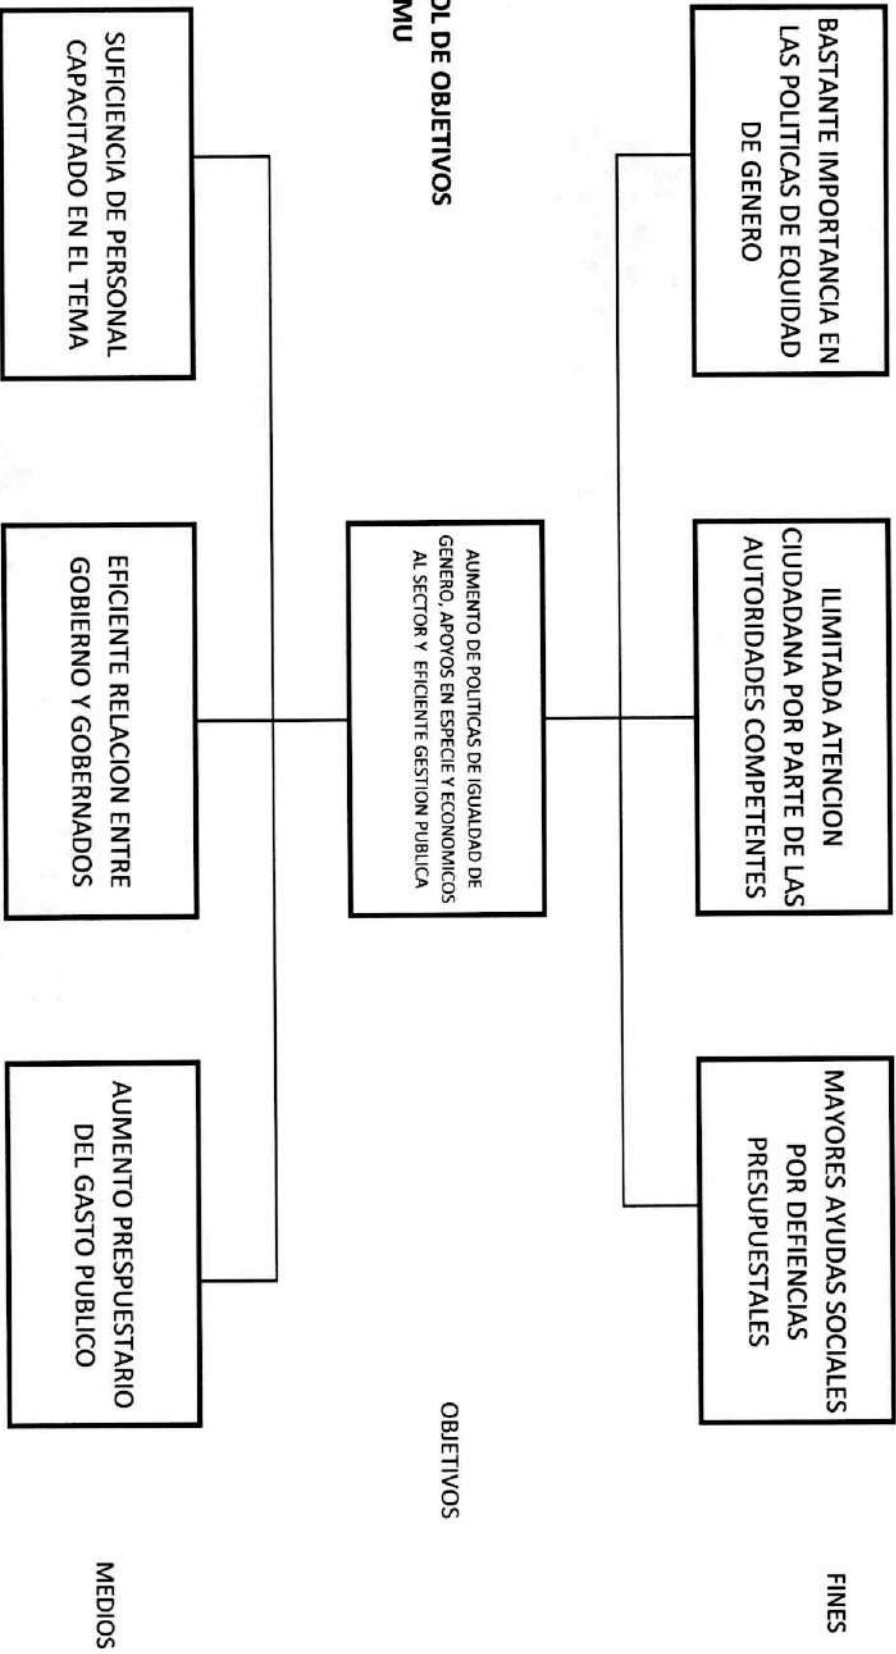 BASTANTE IMPORTANCIA EN
LAS POLITICAS DE EQUIDAD
DE GENERO
ILIMITADA ATENCION
CIUDADANA POR PARTE DE LAS
AUTORIDADES COMPETENTES
MAYORES AYUDAS SOCIALES
POR DEFIENCIAS
PRESUPUESTALES
FINES
OL DE OBJETIVOS
MU
AUMENTO DE POLITICAS DE IGUALDAD DE
GENERO, APOYOS EN ESPECIE Y ECONOMICOS
AL SECTOR Y EFICIENTE GESTION PUBLICA
OBJETIVOS
SUFICIENCIA DE PERSONAL
CAPACITADO EN EL TEMA
EFICIENTE RELACION ENTRE
GOBIERNO Y GOBERNADOS
AUMENTO PRESPUESTARIO
DEL GASTO PUBLICO
MEDIOS